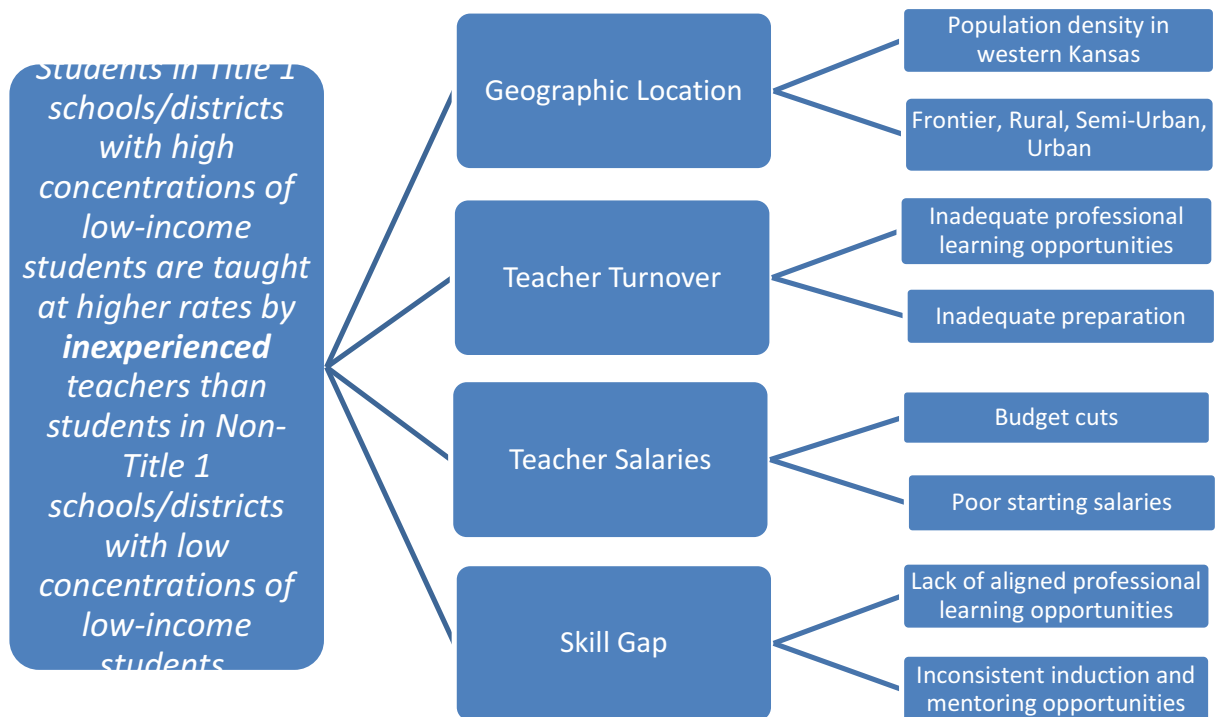 Students in Title 1
schools/districts
with high
concentrations of
low-income
students are taught
at higher rates by
inexperienced
teachers than
students in Non-
Title 1
schools/districts
with low
concentrations of
low-income
students
Geographic Location
Population density in
western Kansas
Frontier, Rural, Semi-Urban,
Urban
Teacher Turnover
Inadequate professional
learning opportunities
Inadequate preparation
Teacher Salaries
Budget cuts
Poor starting salaries
Skill Gap
Lack of aligned professional
learning opportunities
Inconsistent induction and
mentoring opportunities